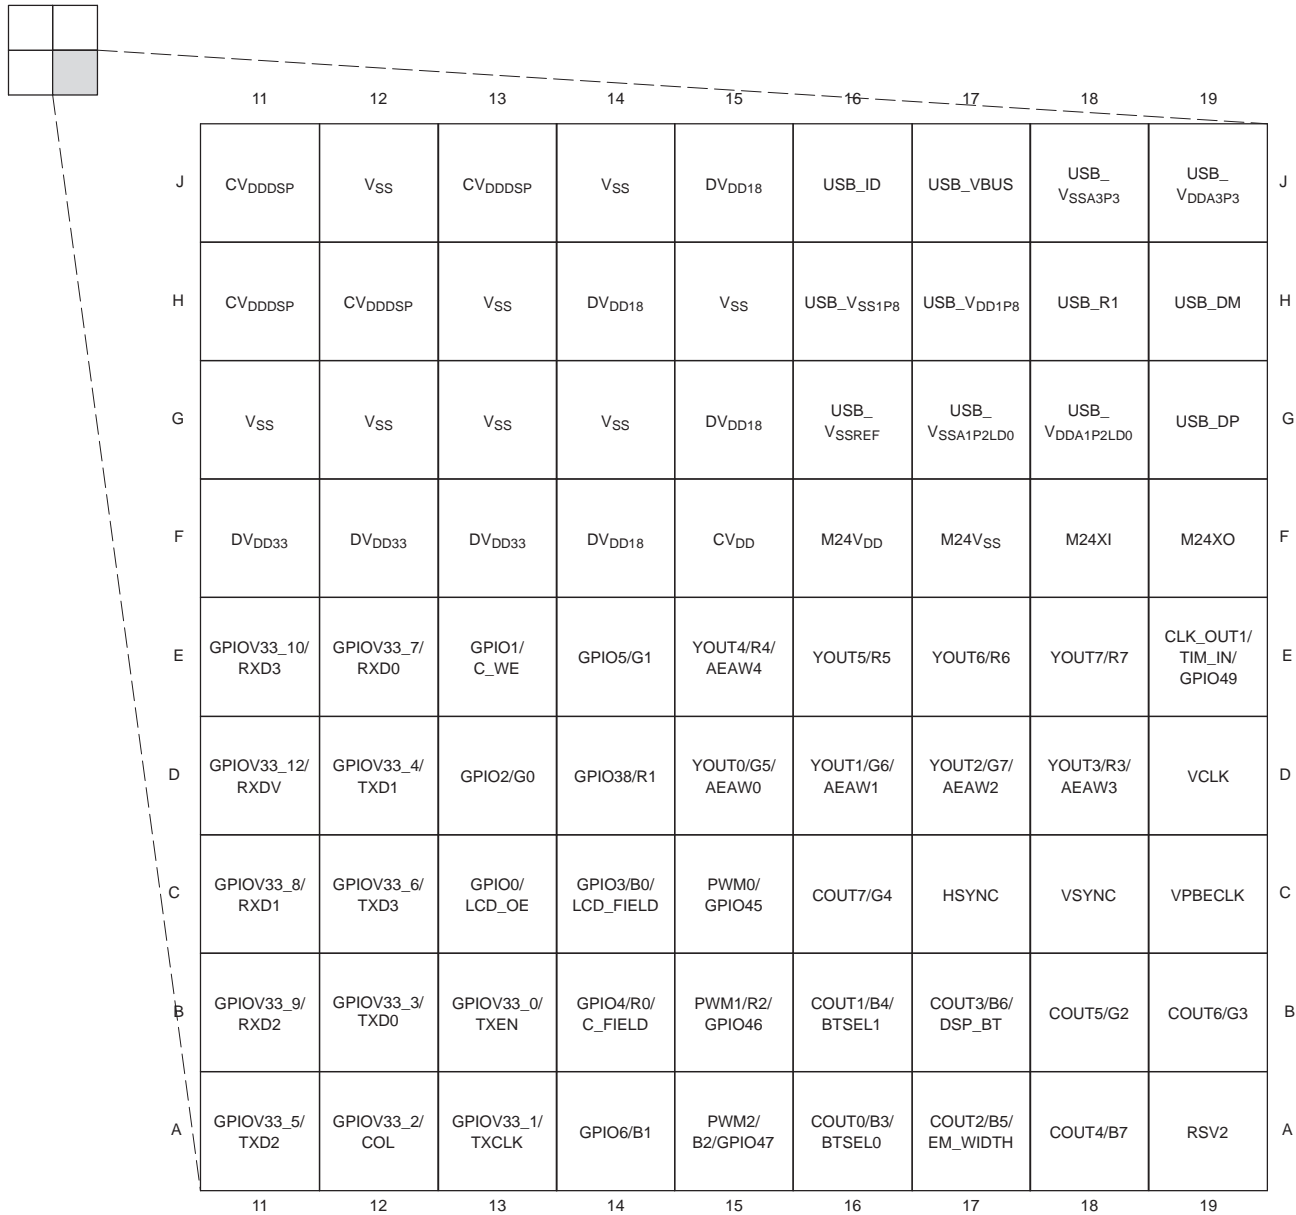 11 12 13 14 15 16 17 18 19
J CVDDDSP VSS CVDDDSP VSS DVDD18 USB_ID USB_VBUS USB_ USB_ J
VSSA3P3 VDDA3P3
H CVDDDSP CVDDDSP VSS DVDD18 VSS USB_VSS1P8 USB_VDD1P8 USB_R1 USB_DM H
G VSS VSS VSS VSS DVDD18 USB_ USB_ USB_ USB_DP G
VSSREF VSSA1P2LD0 VDDA1P2LD0
F DVDD33 DVDD33 DVDD33 DVDD18 CVDD M24VDD M24VSS M24XI M24XO F
E GPIOV33_10/ GPIOV33_7/ GPIO1/ GPIO5/G1 YOUT4/R4/ YOUT5/R5 YOUT6/R6 YOUT7/R7 CLK_OUT1/ E
RXD3 RXD0 C_WE AEAW4 TIM_IN/
GPIO49
D GPIOV33_12/ GPIOV33_4/ GPIO2/G0 GPIO38/R1 YOUT0/G5/ YOUT1/G6/ YOUT2/G7/ YOUT3/R3/ VCLK D
RXDV TXD1 AEAW0 AEAW1 AEAW2 AEAW3
C GPIOV33_8/ GPIOV33_6/ GPIO0/ GPIO3/B0/ PWM0/ COUT7/G4 HSYNC VSYNC VPBECLK C
RXD1 TXD3 LCD_OE LCD_FIELD GPIO45
B GPIOV33_9/ GPIOV33_3/ GPIOV33_0/ GPIO4/R0/ PWM1/R2/ COUT1/B4/ COUT3/B6/ COUT5/G2 COUT6/G3 B
RXD2 TXD0 TXEN C_FIELD GPIO46 BTSEL1 DSP_BT
A GPIOV33_5/ GPIOV33_2/ GPIOV33_1/ GPIO6/B1 PWM2/ COUT0/B3/ COUT2/B5/ COUT4/B7 RSV2 A
TXD2 COL TXCLK B2/GPIO47 BTSEL0 EM_WIDTH
11 12 13 14 15 16 17 18 19